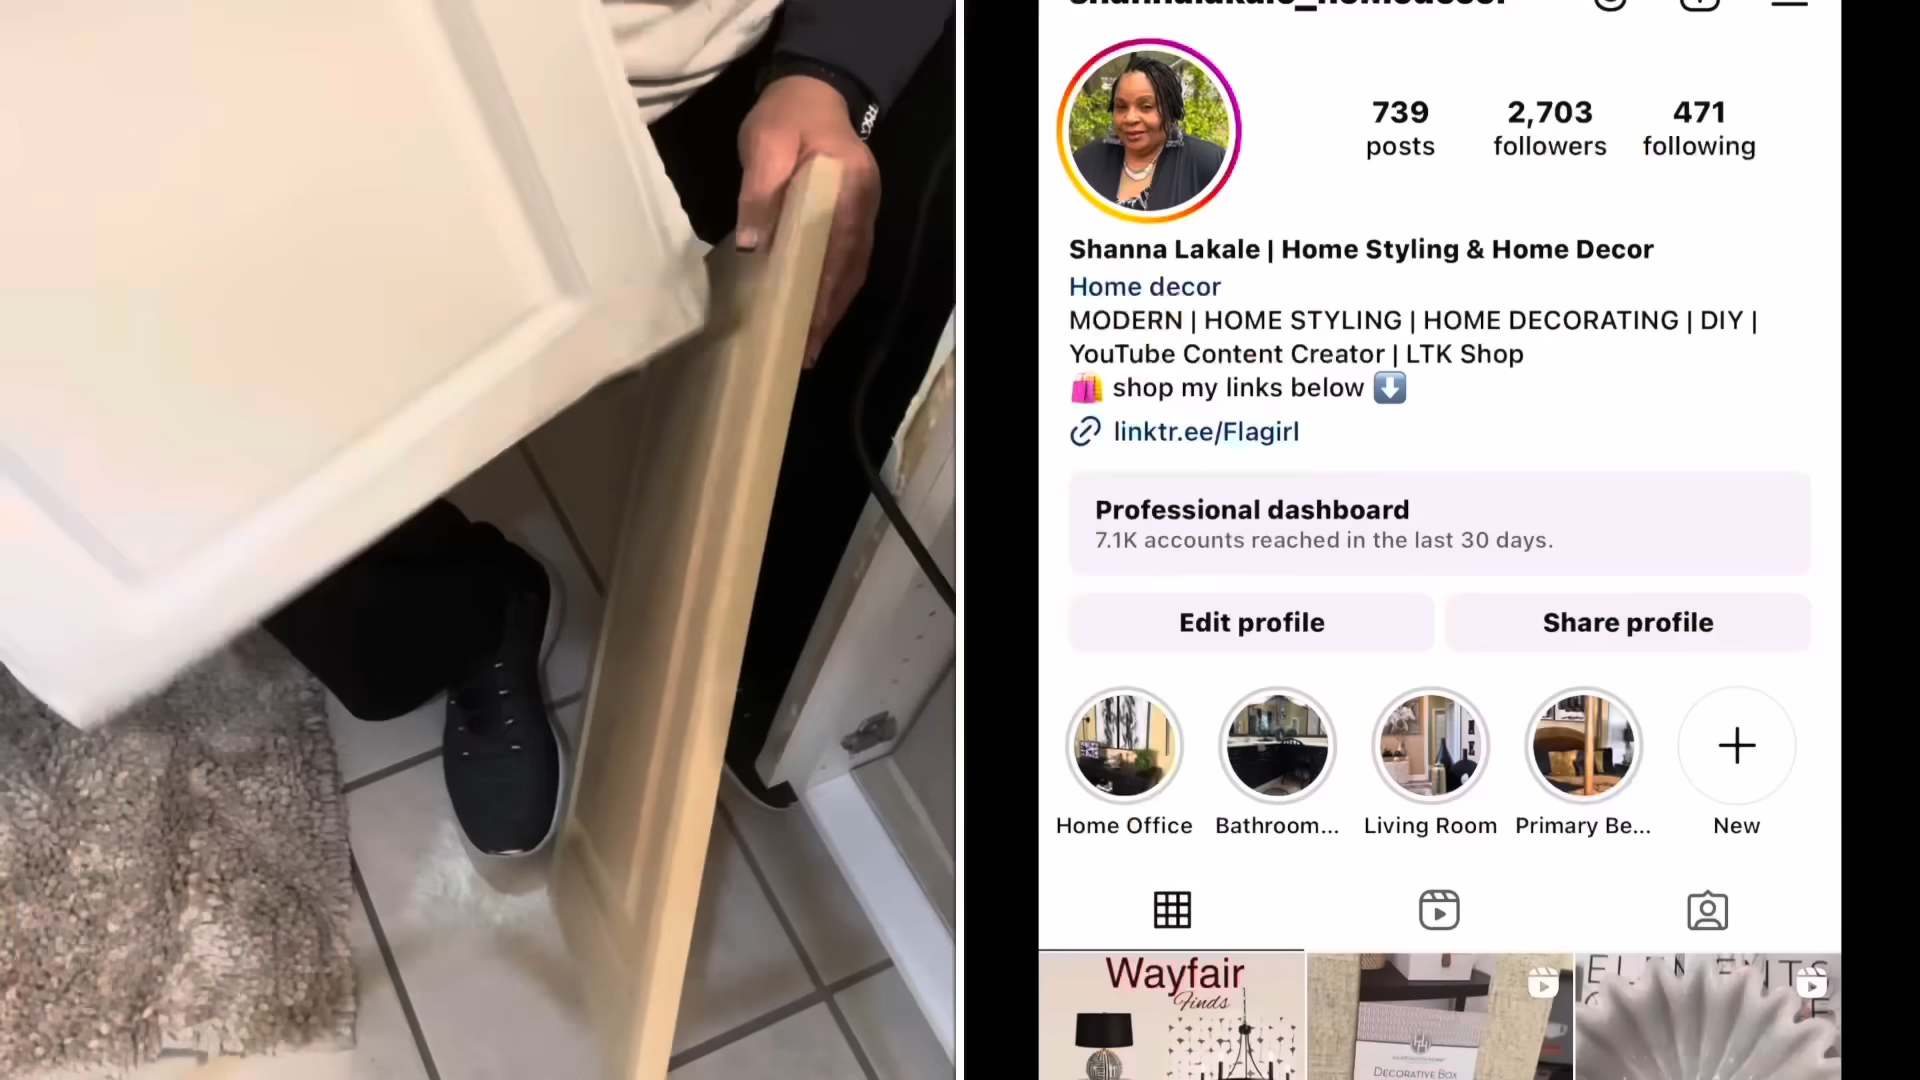 739
posts
2,703
followers
471
following
Shanna Lakale | Home Styling & Home Decor
Home decor
MODERN | HOME STYLING | HOME DECORATING | DIY |
YouTube Content Creator | LTK Shop
🛍️ shop my links below ⬇️
linktr.ee/Flagirl
Professional dashboard
7.1K accounts reached in the last 30 days.
Edit profile
Share profile
Home Office
Bathroom...
Living Room
Primary Be...
New
Wayfair
Finds
DECORATIVE BOX
ELEMENTS